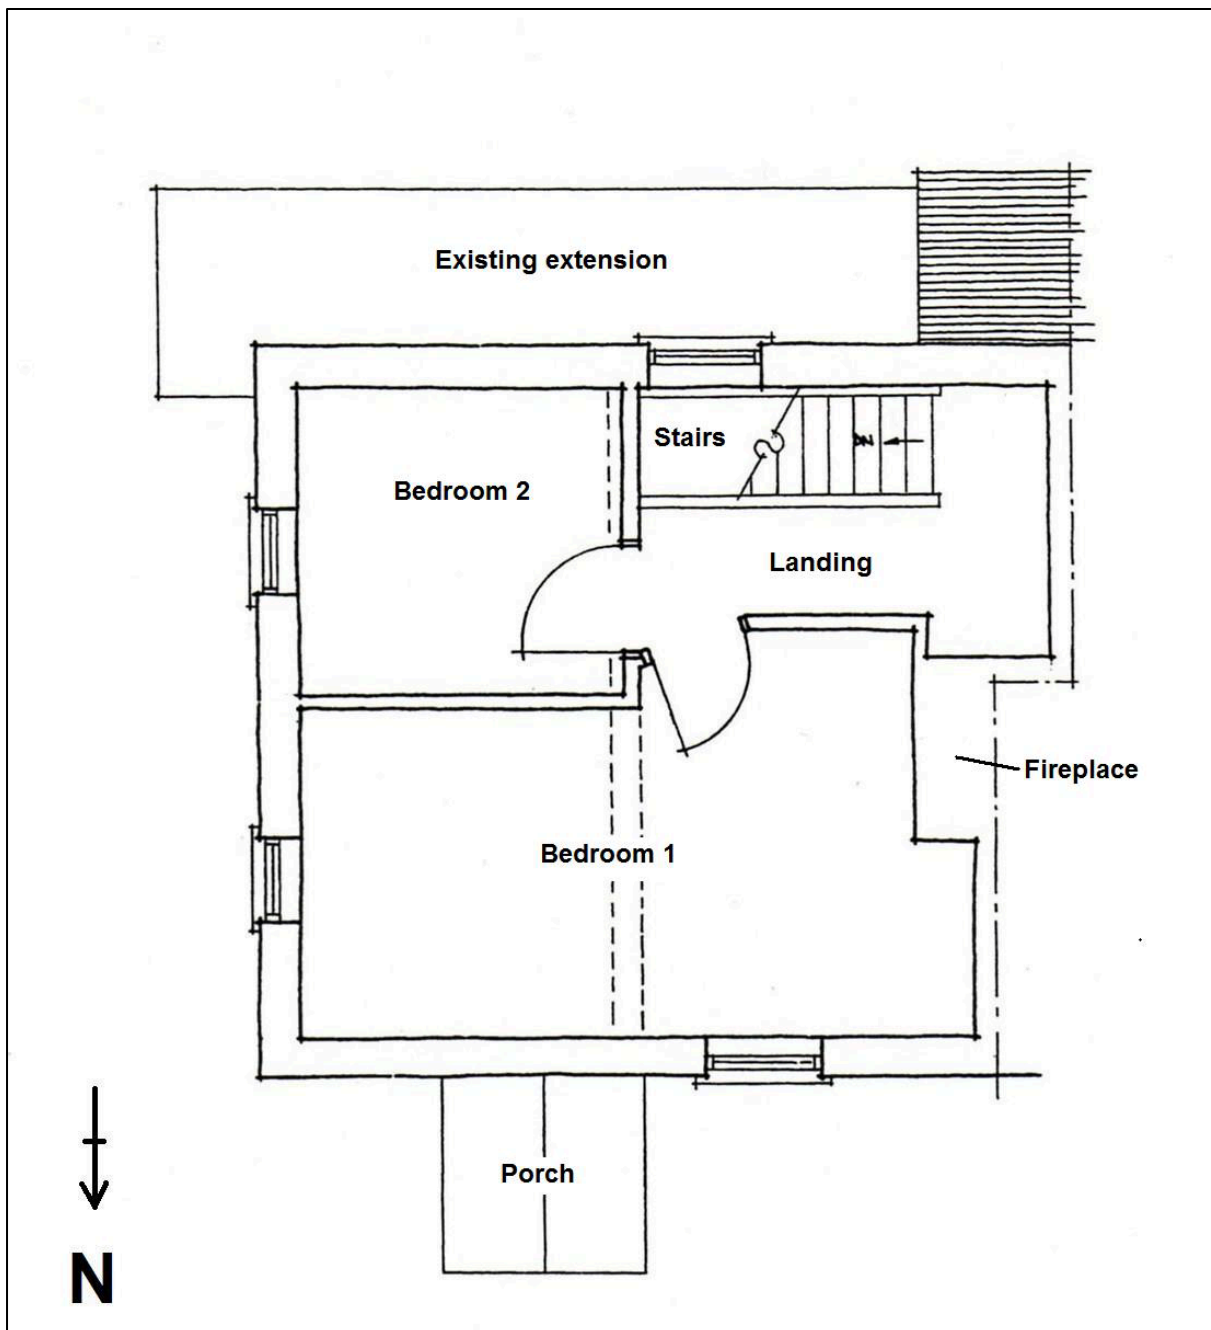 Existing extension
Stairs
Bedroom 2
Landing
Fireplace
Bedroom 1
Porch
N